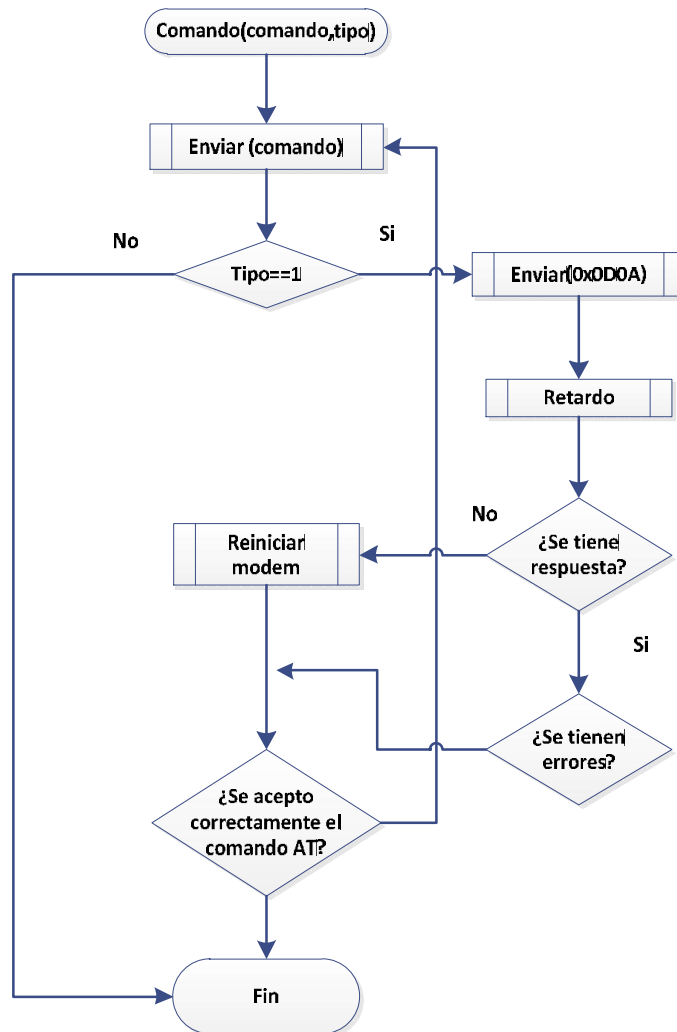 Comando(comando,tipo)
Enviar (comando)
No
Si
Tipo==1
Enviar(0x0D0A)
Retardo
No
¿Se tiene
respuesta?
Reiniciar
modem
Si
¿Se tienen
errores?
¿Se acepto
correctamente el
comando AT?
Fin